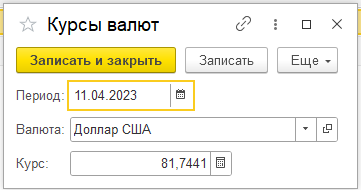 Курсы валют
Записать и закрыть Записать Еще
Период: 11.04.2023
Валюта: Доллар США
Курс: 81,7441